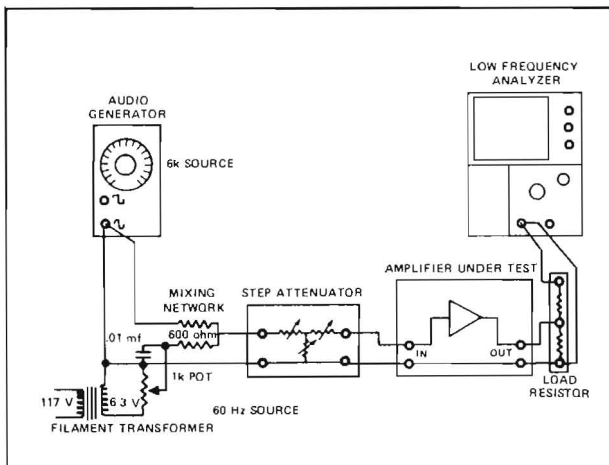 LOW FREQUENCY
ANALYZER
AUDIO
GENERATOR
6k SOURCE
MIXING
NETWORK
STEP ATTENUATOR
AMPLIFIER UNDER TEST
.01 mf
600 ohm
IN
OUT
1k POT
LOAD
RESISTOR
117 V
6.3 V
60 Hz SOURCE
FILAMENT TRANSFORMER